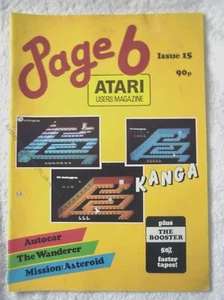 Page 6
Issue 15
90p
ATARI
USERS MAGAZINE
KANGA
Autocar
The Wanderer
Mission: Asteroid
plus
THE
BOOSTER
50%
faster
tapes!